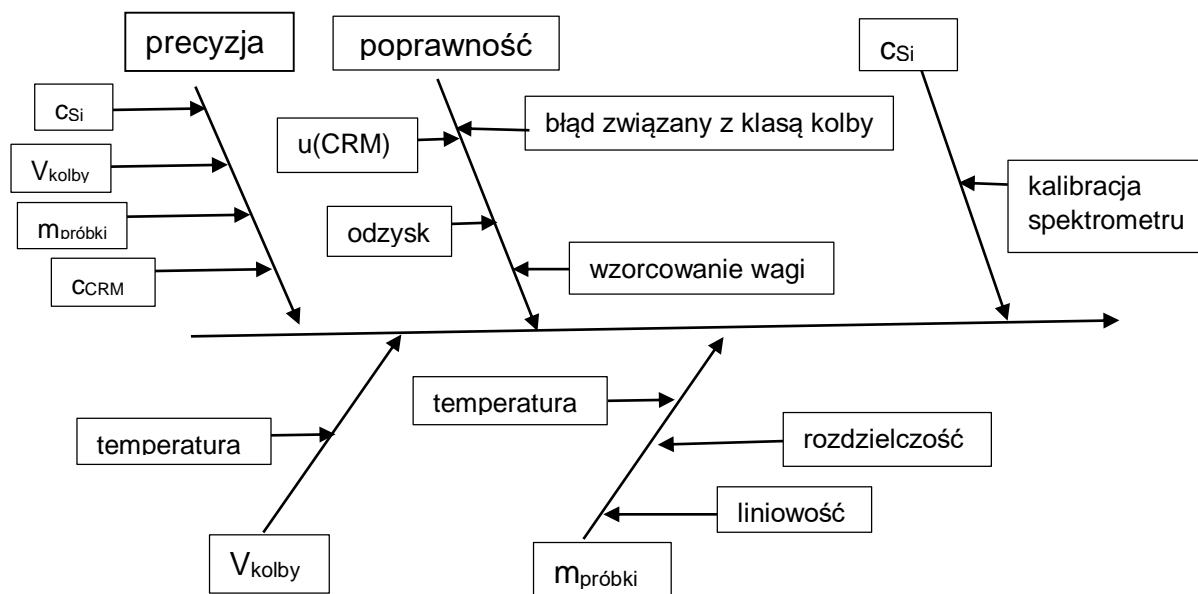 precyzja
poprawność
cSi
cSi
błąd związany z klasą kolby
u(CRM)
Vkolby
kalibracja
spektrometru
mpróbki
odzysk
cCRM
wzorcowanie wagi
temperatura
temperatura
rozdzielczość
liniowość
Vkolby
mpróbki